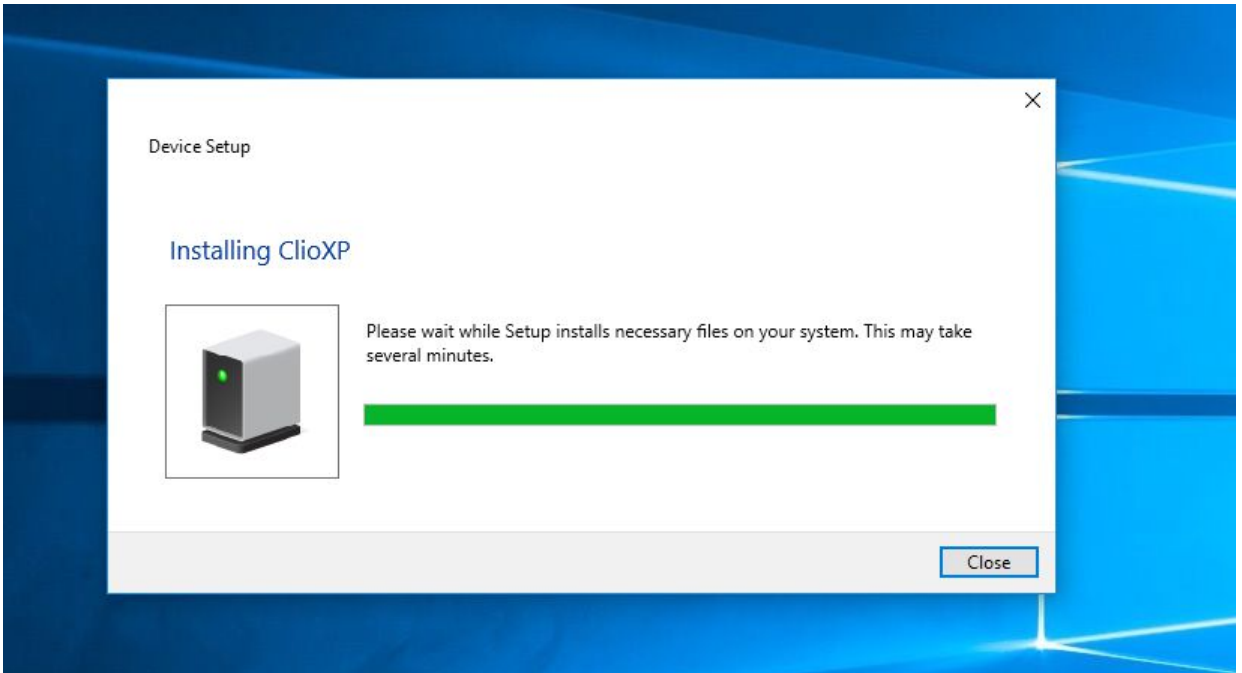 Device Setup
Installing ClioXP
Please wait while Setup installs necessary files on your system. This may take
several minutes.
Close